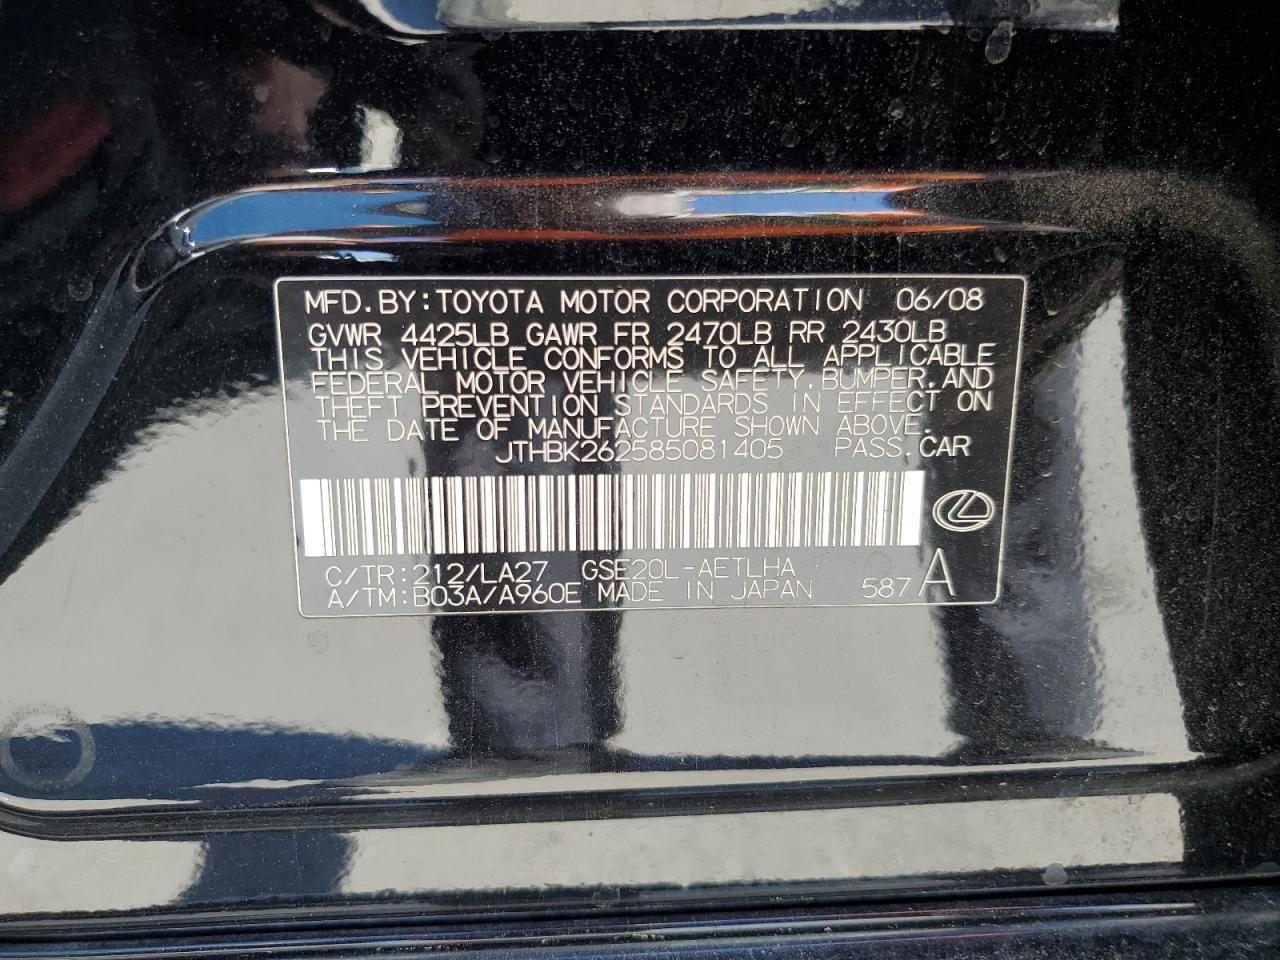 MFD.BY:TOYOTA MOTOR CORPORATION 06/08
GVWR 4425LB GAWR FR 2470LB RR 2430LB
THIS VEHICLE CONFORMS TO ALL APPLICABLE
FEDERAL MOTOR VEHICLE SAFETY,BUMPER,AND
THEFT PREVENTION STANDARDS IN EFFECT ON
THE DATE OF MANUFACTURE SHOWN ABOVE.
JTHBK262585081405 PASS.CAR
C/TR:212/LA27 GSE20L-AETLHA
A/TM:B03A/A960E MADE IN JAPAN 587 A